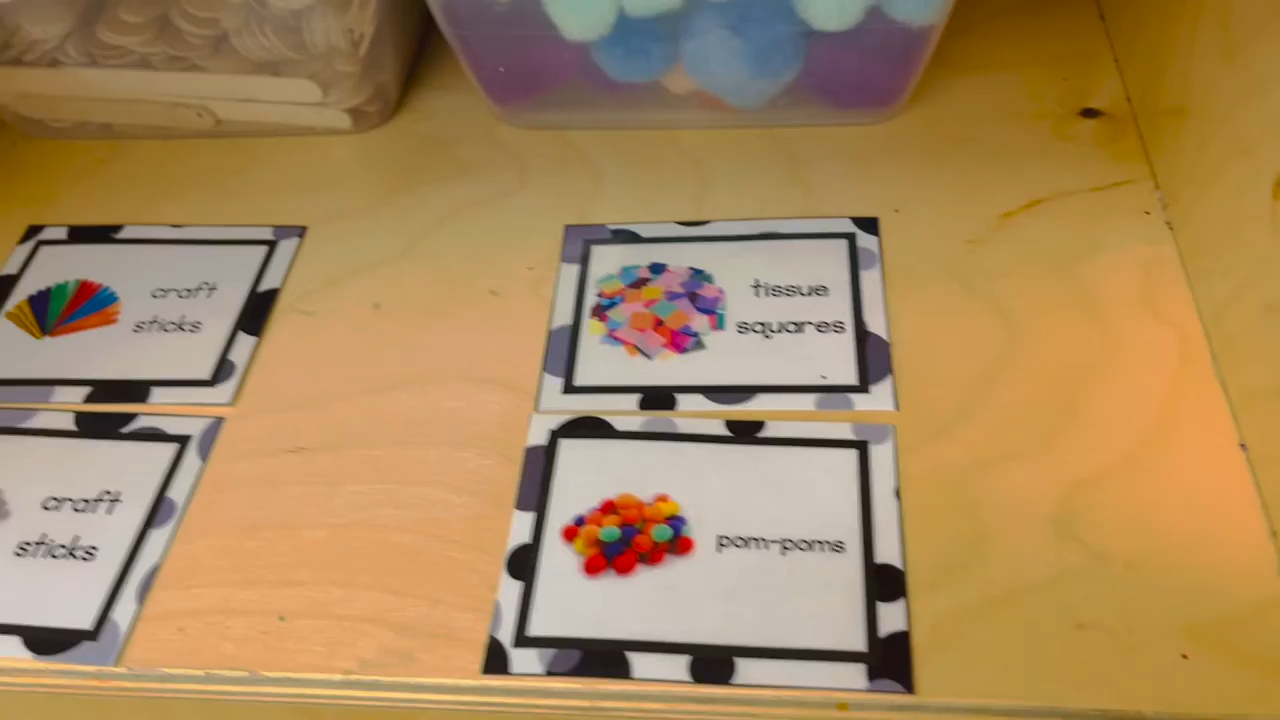 craft
sticks
tissue
squares
craft
sticks
pom-poms